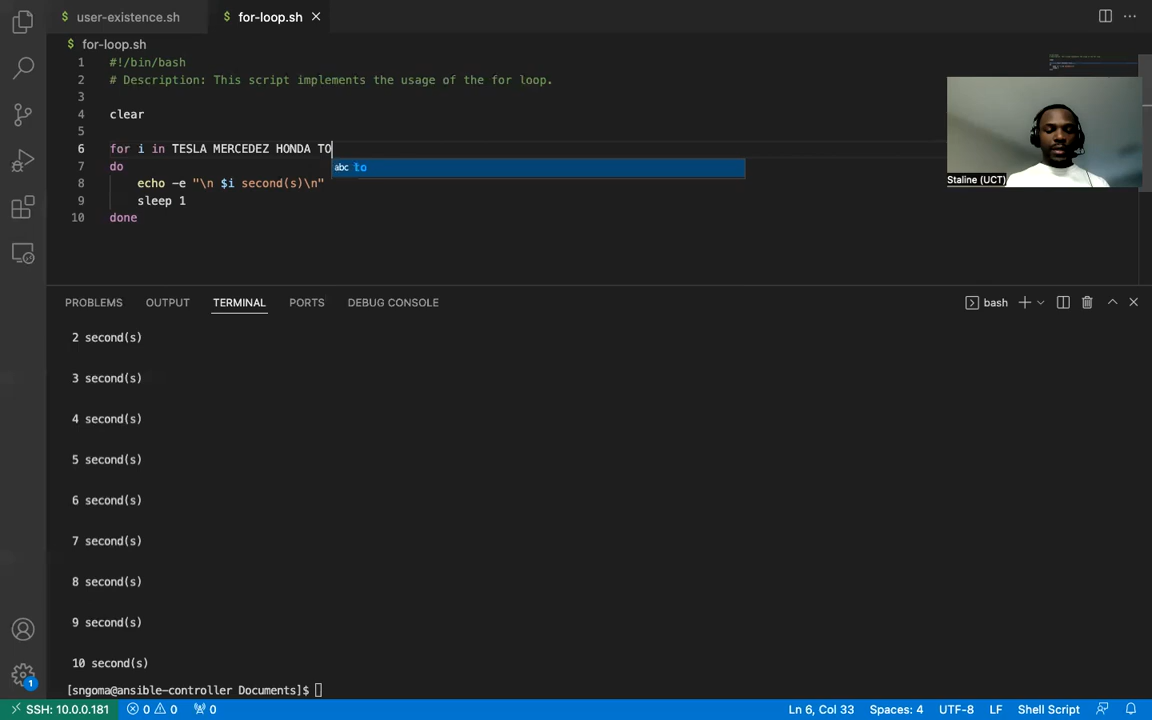 $ user-existence.sh
$ for-loop.sh
$ for-loop.sh
1 #!/bin/bash
2 # Description: This script implements the usage of the for loop.
3
4 clear
5
6 for i in TESLA MERCEDEZ HONDA TO
abc to
7 do
8 echo -e "\n $i second(s)\n"
9 sleep 1
10 done
Staline (UCT)
PROBLEMS OUTPUT TERMINAL PORTS DEBUG CONSOLE
bash
2 second(s)
3 second(s)
4 second(s)
5 second(s)
6 second(s)
7 second(s)
8 second(s)
9 second(s)
10 second(s)
[sngoma@ansible-controller Documents]$
1
SSH: 10.0.0.181 0 0 0 Ln 6, Col 33 Spaces: 4 UTF-8 LF Shell Script